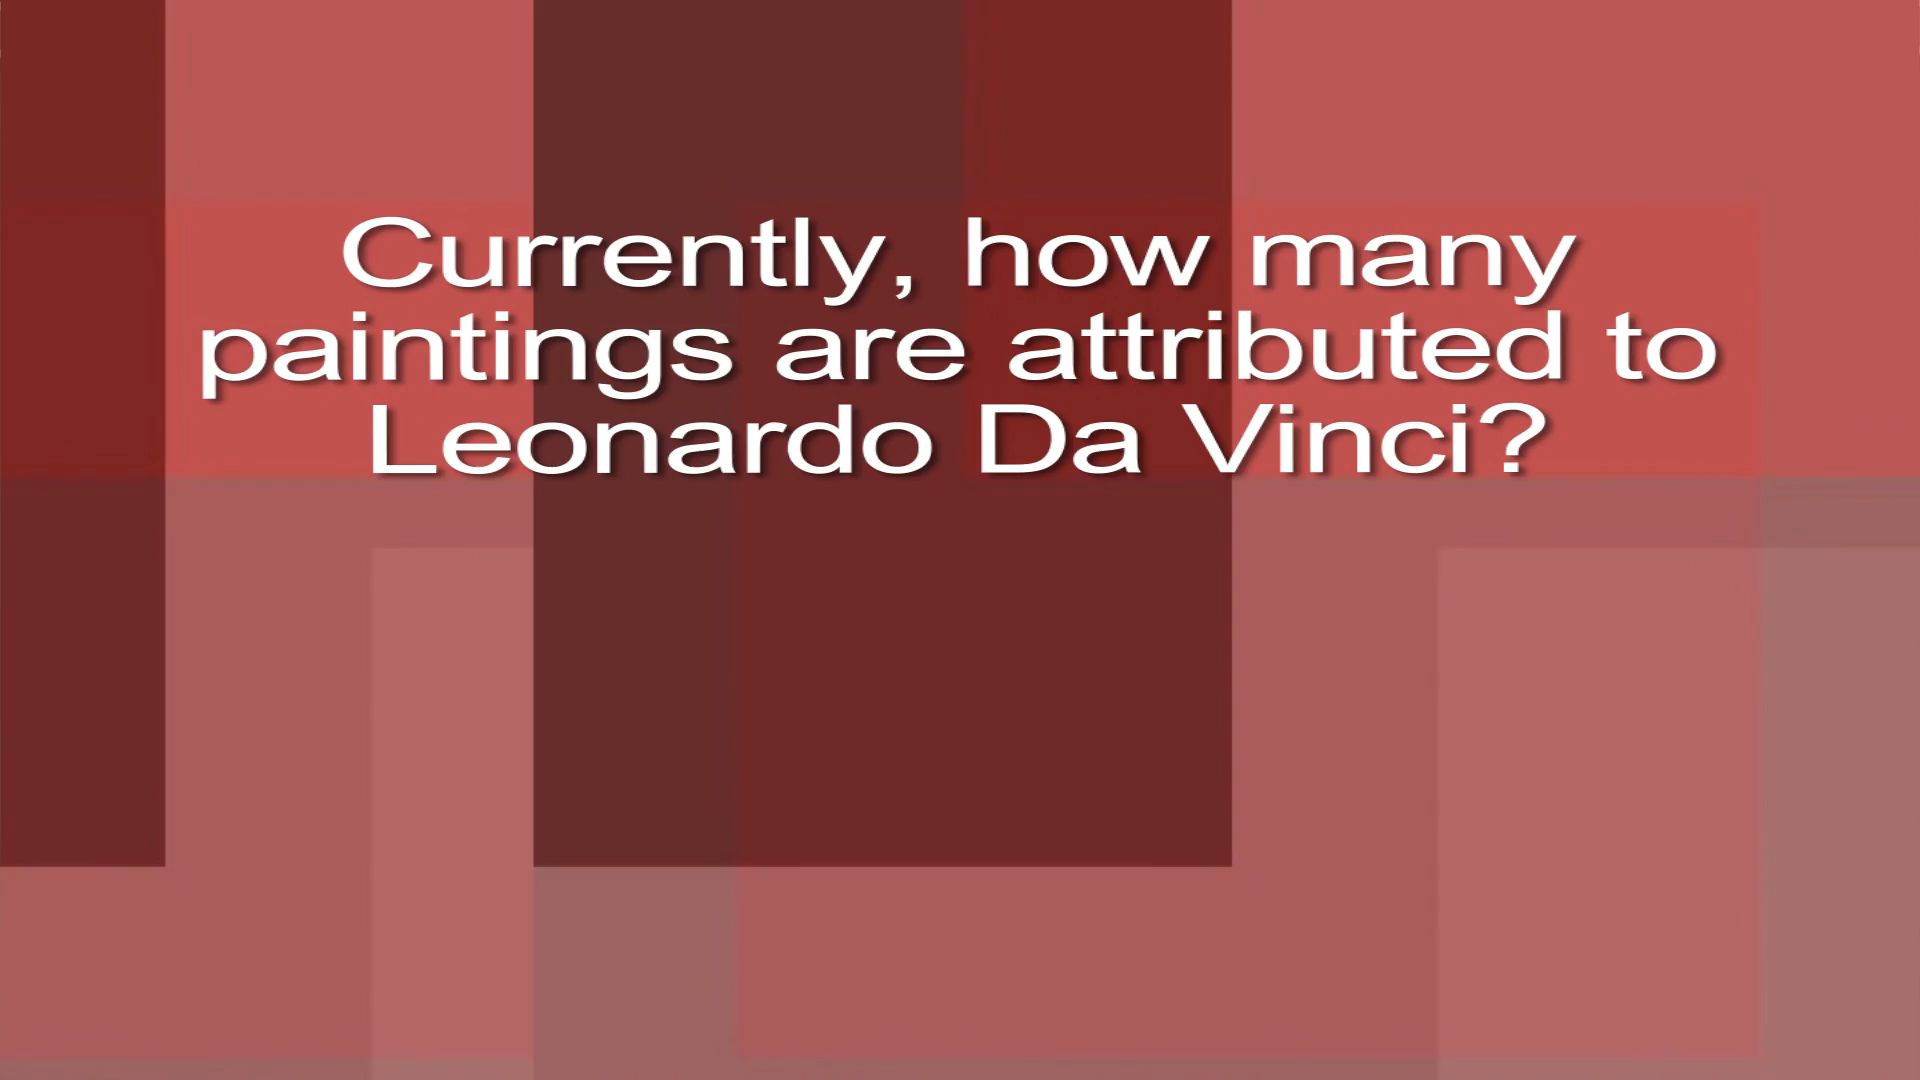 Currently, how many
paintings are attributed to
Leonardo Da Vinci?